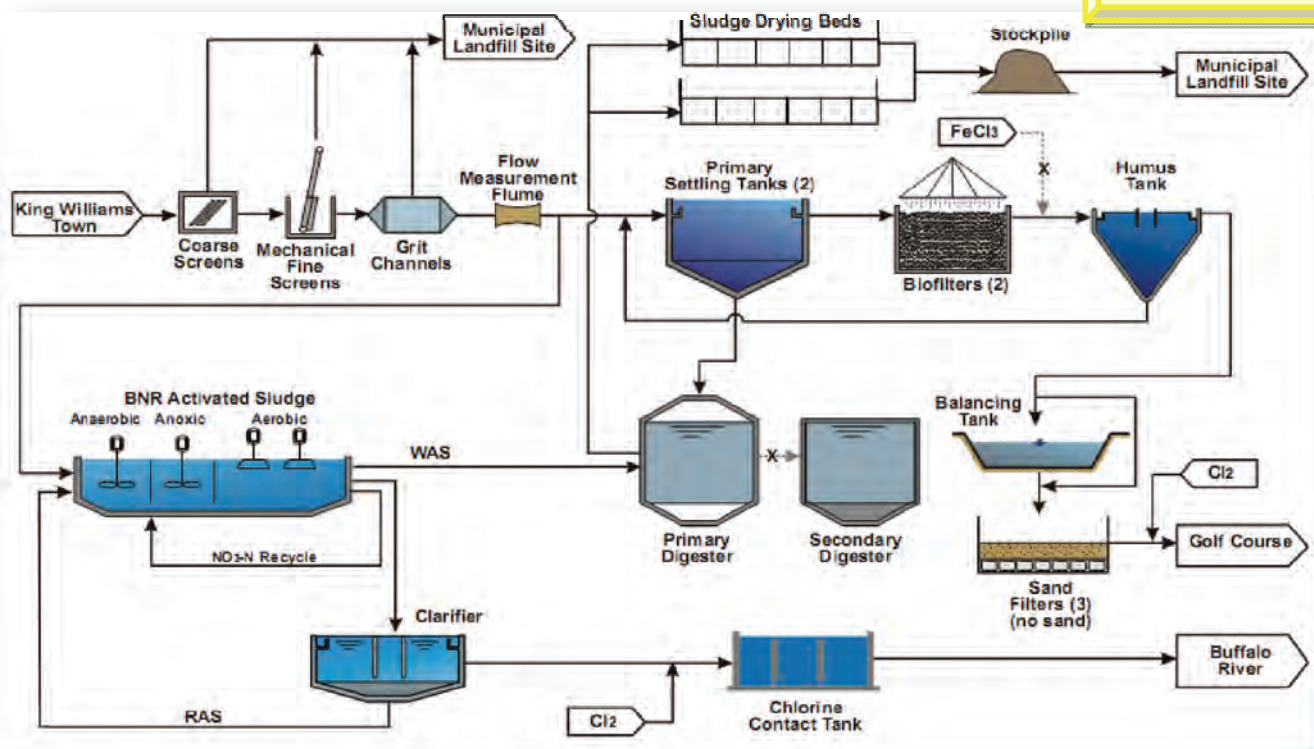 Municipal
Landfill Site
Sludge Drying Beds
Stockpile
Municipal
Landfill Site
FeCl3
X
Flow
Measurement
Flume
Primary
Settling Tanks (2)
Humus
Tank
King Williams
Town
Coarse
Screens
Mechanical
Fine
Screens
Grit
Channels
Biofilters (2)
BNR Activated Sludge
Anaerobic
Anoxic
Aerobic
WAS
X
Balancing
Tank
Cl2
NO3-N Recycle
Primary
Digester
Secondary
Digester
Golf Course
Sand
Filters (3)
(no sand)
Clarifier
Buffalo
River
RAS
Cl2
Chlorine
Contact Tank